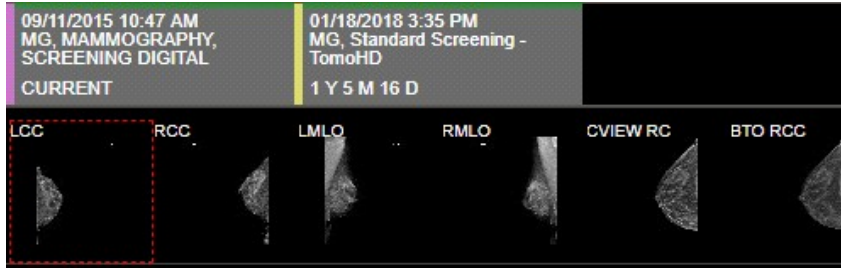 09/11/2015 10:47 AM
MG, MAMMOGRAPHY,
SCREENING DIGITAL
CURRENT
01/18/2018 3:35 PM
MG, Standard Screening -
TomoHD
1 Y 5 M 16 D
LCC RCC LMLO RMLO CVIEW RC BTO RCC